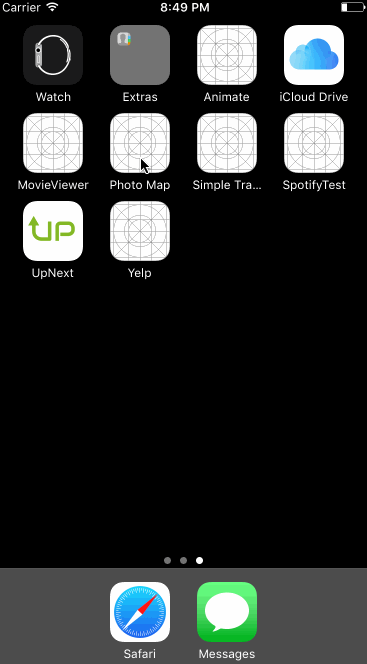 Carrier 8:49 PM
Watch Extras Animate iCloud Drive
MovieViewer Photo Map Simple Tra... SpotifyTest
UP
UpNext Yelp
Safari Messages